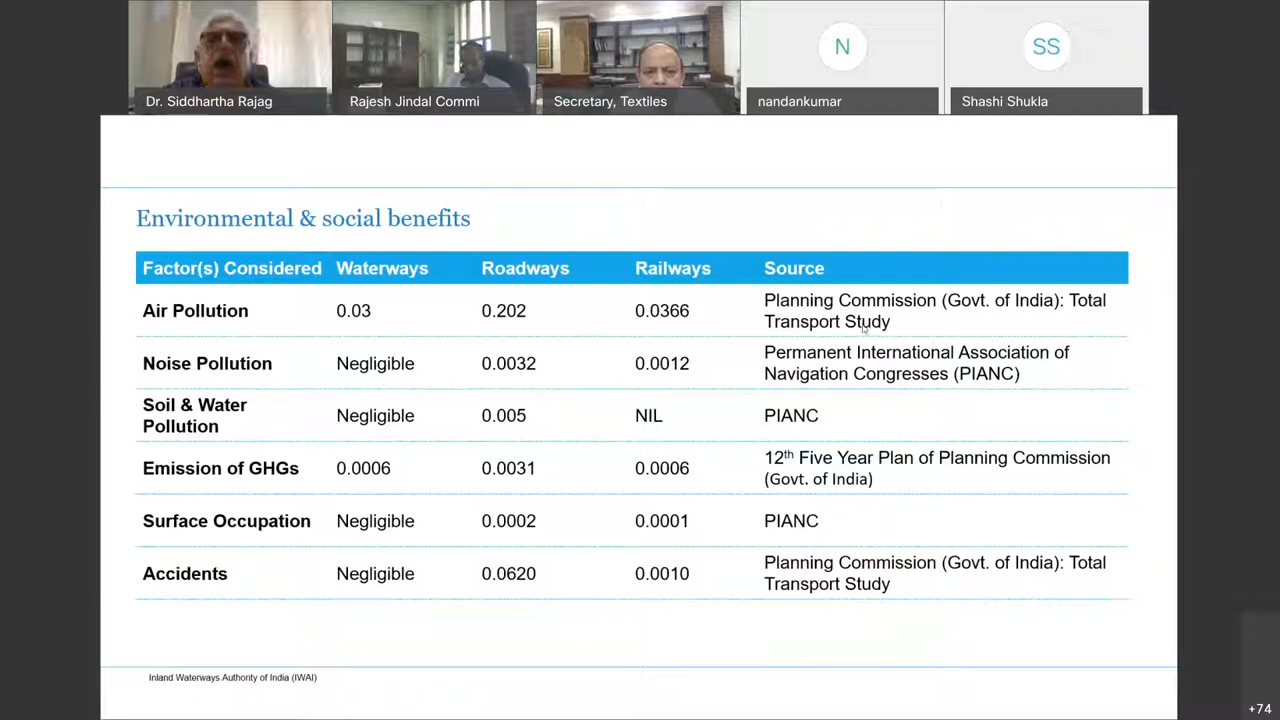 Dr. Siddhartha Rajag
Rajesh Jindal Commi
Secretary, Textiles
N
nandankumar
SS
Shashi Shukla
Environmental & social benefits
Factor(s) Considered Waterways Roadways Railways Source
Air Pollution 0.03 0.202 0.0366 Planning Commission (Govt. of India): Total
Transport Study
Noise Pollution Negligible 0.0032 0.0012 Permanent International Association of
Navigation Congresses (PIANC)
Soil & Water
Pollution Negligible 0.005 NIL PIANC
Emission of GHGs 0.0006 0.0031 0.0006 12th Five Year Plan of Planning Commission
(Govt. of India)
Surface Occupation Negligible 0.0002 0.0001 PIANC
Accidents Negligible 0.0620 0.0010 Planning Commission (Govt. of India): Total
Transport Study
Inland Waterways Authority of India (IWAI)
+74